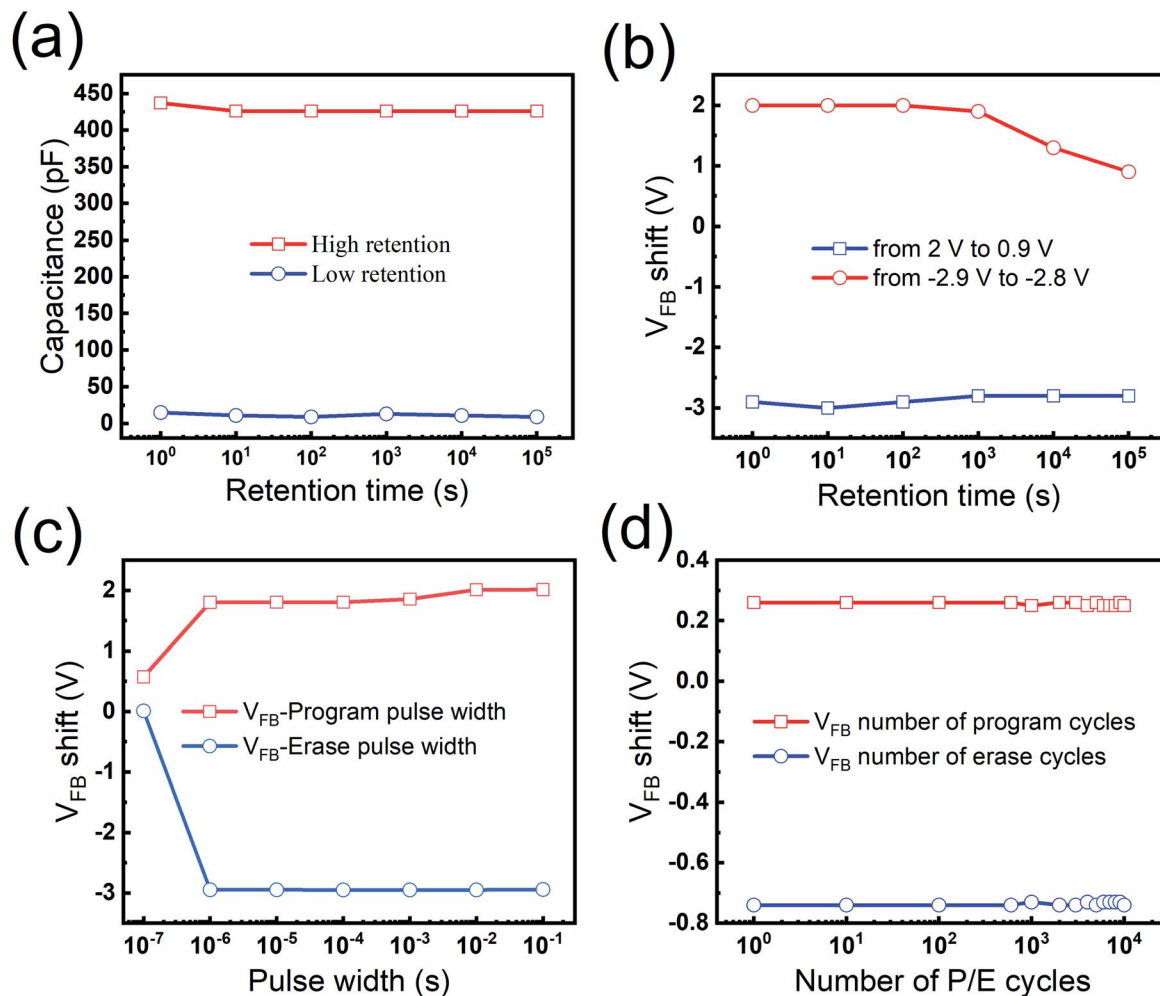 (a)
450
400
350
300
250
200
150
100
50
0
Capacitance (pF)
High retention
Low retention
10⁰ 10¹ 10² 10³ 10⁴ 10⁵
Retention time (s)
(b)
2
1
0
-1
-2
-3
V_FB shift (V)
from 2 V to 0.9 V
from -2.9 V to -2.8 V
10⁰ 10¹ 10² 10³ 10⁴ 10⁵
Retention time (s)
(c)
2
1
0
-1
-2
-3
V_FB shift (V)
V_FB-Program pulse width
V_FB-Erase pulse width
10⁻⁷ 10⁻⁶ 10⁻⁵ 10⁻⁴ 10⁻³ 10⁻² 10⁻¹
Pulse width (s)
(d)
0.4
0.2
0.0
-0.2
-0.4
-0.6
-0.8
V_FB shift (V)
V_FB number of program cycles
V_FB number of erase cycles
10⁰ 10¹ 10² 10³ 10⁴
Number of P/E cycles